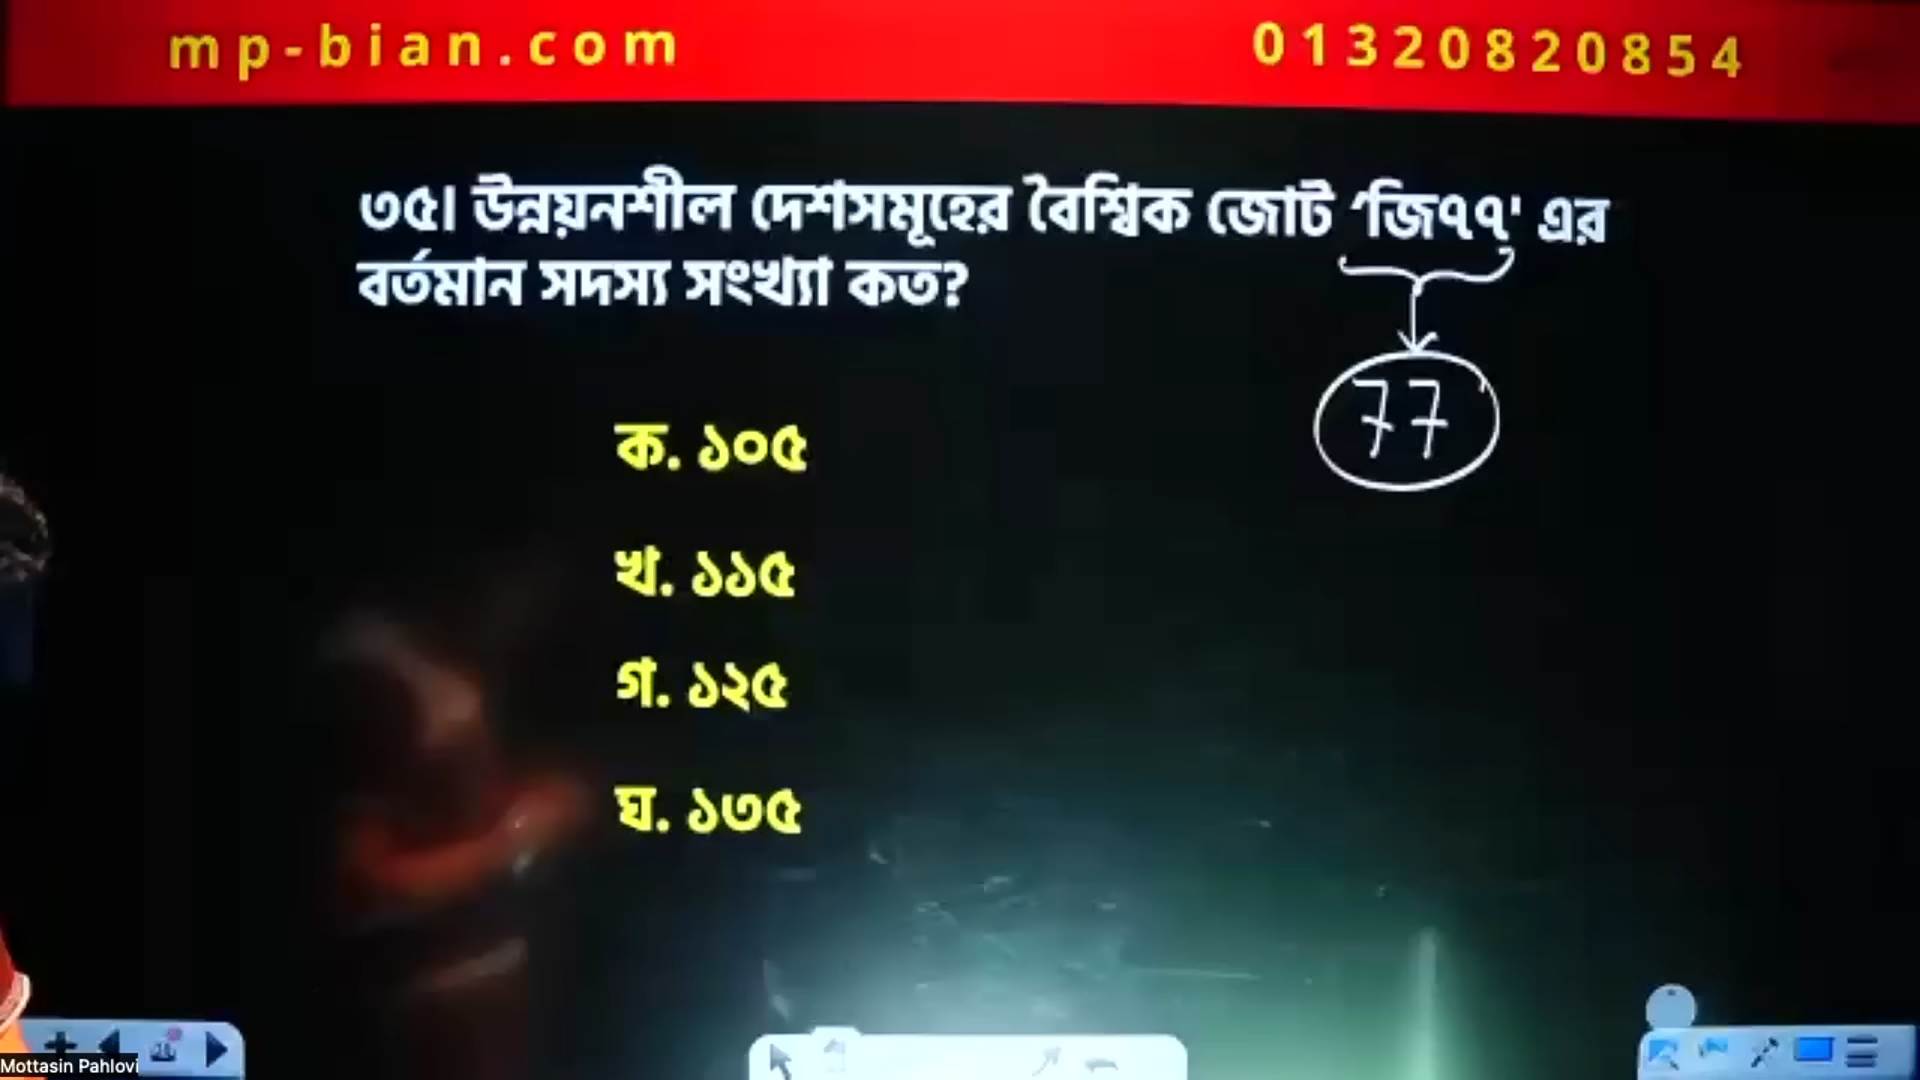 mp-bian.com
01320820854
৩৫। উন্নয়নশীল দেশসমূহের বৈশ্বিক জোট ‘জি৭৭' এর
বর্তমান সদস্য সংখ্যা কত?
77
ক. ১০৫
খ. ১১৫
গ. ১২৫
ঘ. ১৩৫
Mottasin Pahlovi